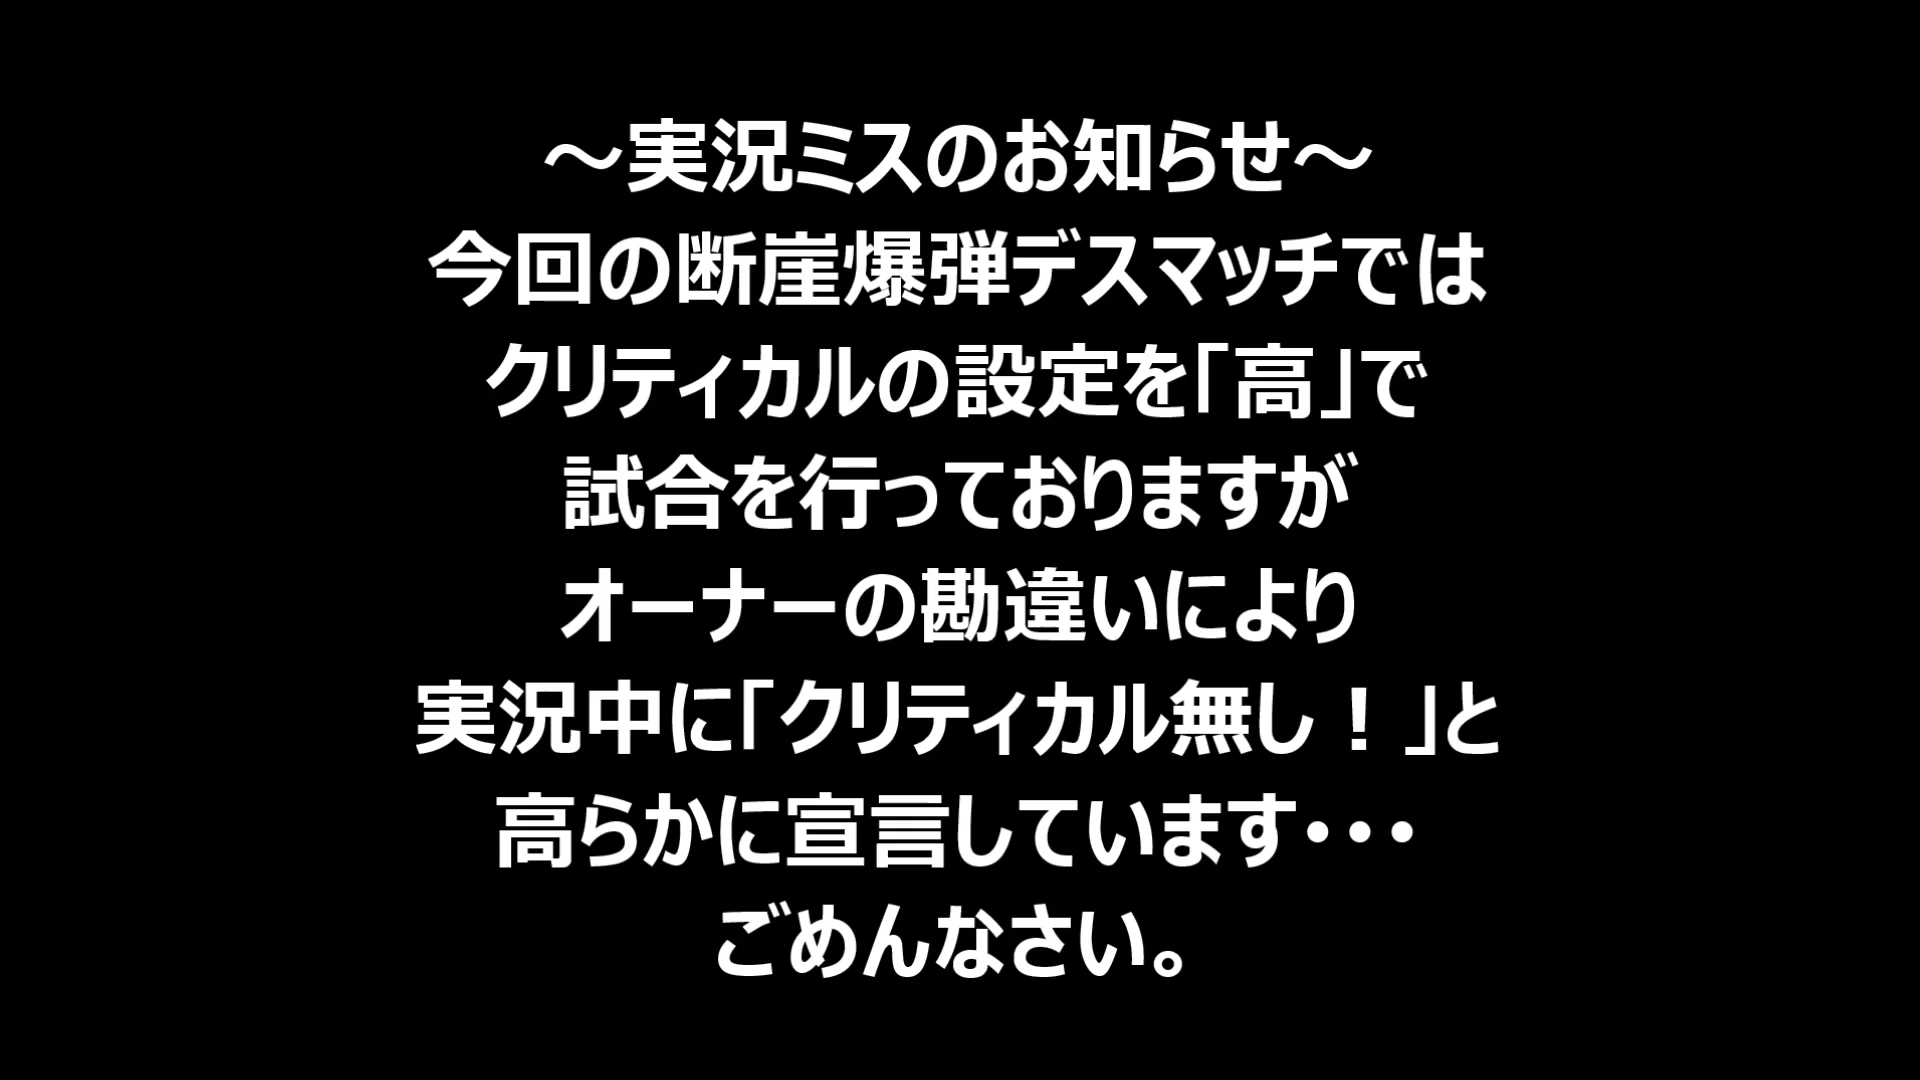 ～実況ミスのお知らせ～
今回の断崖爆弾デスマッチでは
クリティカルの設定を「高」で
試合を行っておりますが
オーナーの勘違いにより
実況中に「クリティカル無し！」と
高らかに宣言しています・・・
ごめんなさい。